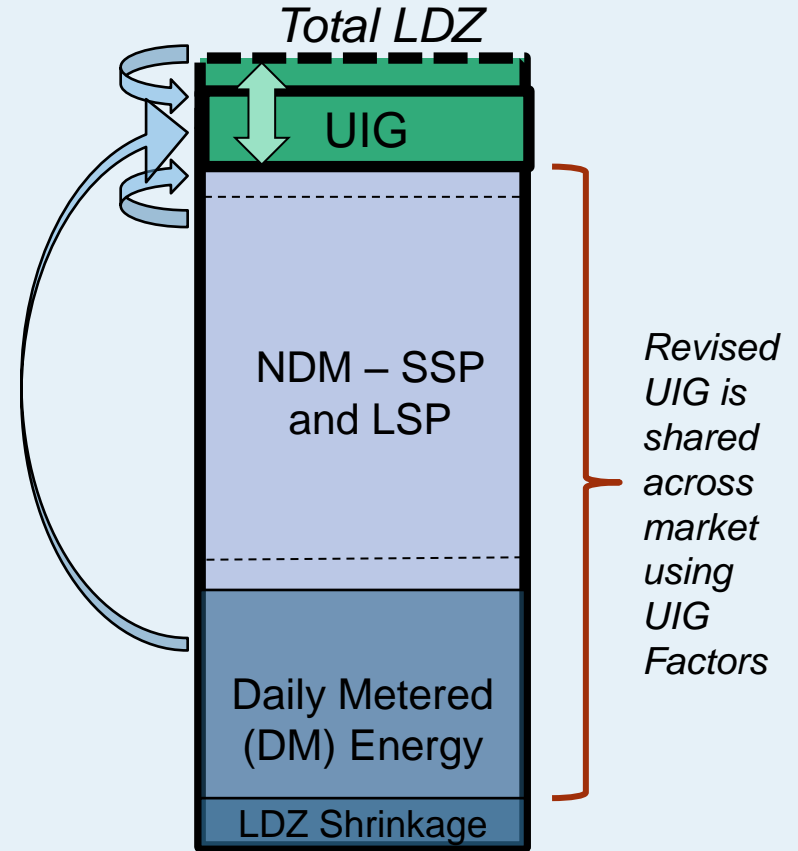 Total LDZ
UIG
NDM – SSP
and LSP
Revised
UIG is
shared
across
market
using
UIG
Factors
Daily Metered
(DM) Energy
LDZ Shrinkage